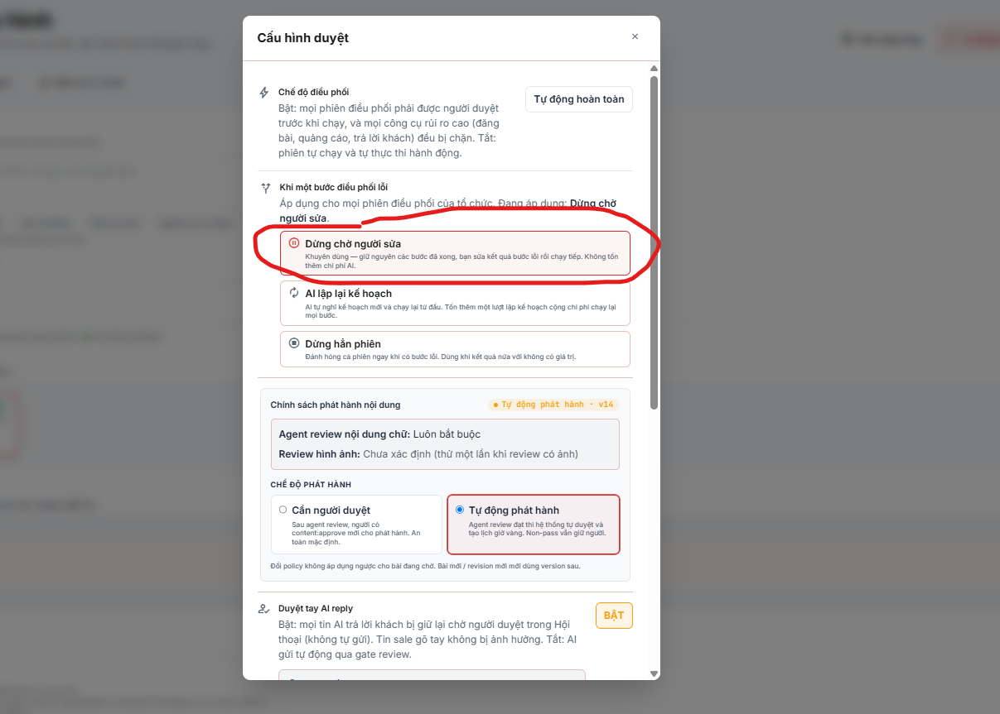 Cấu hình duyệt
×
Chế độ điều phối
Tự động hoàn toàn
Bật: mọi phiên điều phối phải được người duyệt
trước khi chạy, và mọi công cụ rủi ro cao (đăng
bài, quảng cáo, trả lời khách) đều bị chặn. Tắt:
phiên tự chạy và tự thực thi hành động.
Khi một bước điều phối lỗi
Áp dụng cho mọi phiên điều phối của tổ chức. Đang áp dụng: Dừng chờ
người sửa.
Dừng chờ người sửa
Khuyên dùng — giữ nguyên các bước đã xong, bạn sửa kết quả bước lỗi rồi chạy tiếp. Không tốn
thêm chi phí AI.
AI lập lại kế hoạch
AI tự nghĩ kế hoạch mới và chạy lại từ đầu. Tốn thêm một lượt lập kế hoạch cộng chi phí chạy lại
mọi bước.
Dừng hẳn phiên
Đánh hỏng cả phiên ngay khi có bước lỗi. Dùng khi kết quả nửa vời không có giá trị.
Chính sách phát hành nội dung
Tự động phát hành · v14
Agent review nội dung chữ: Luôn bắt buộc
Review hình ảnh: Chưa xác định (thử một lần khi review có ảnh)
CHẾ ĐỘ PHÁT HÀNH
Cần người duyệt
Sau agent review, người có
content:approve mới cho phát hành. An
toàn mặc định.
Tự động phát hành
Agent review đạt thì hệ thống tự duyệt và
tạo lịch giờ vàng. Non-pass vẫn giữ người.
Đổi policy không áp dụng ngược cho bài đang chờ. Bài mới / revision mới mới dùng version sau.
Duyệt tay AI reply
BẬT
Bật: mọi tin AI trả lời khách bị giữ lại chờ người duyệt trong Hội
thoại (không tự gửi). Tin sale gõ tay không bị ảnh hưởng. Tắt: AI
gửi tự động qua gate review.